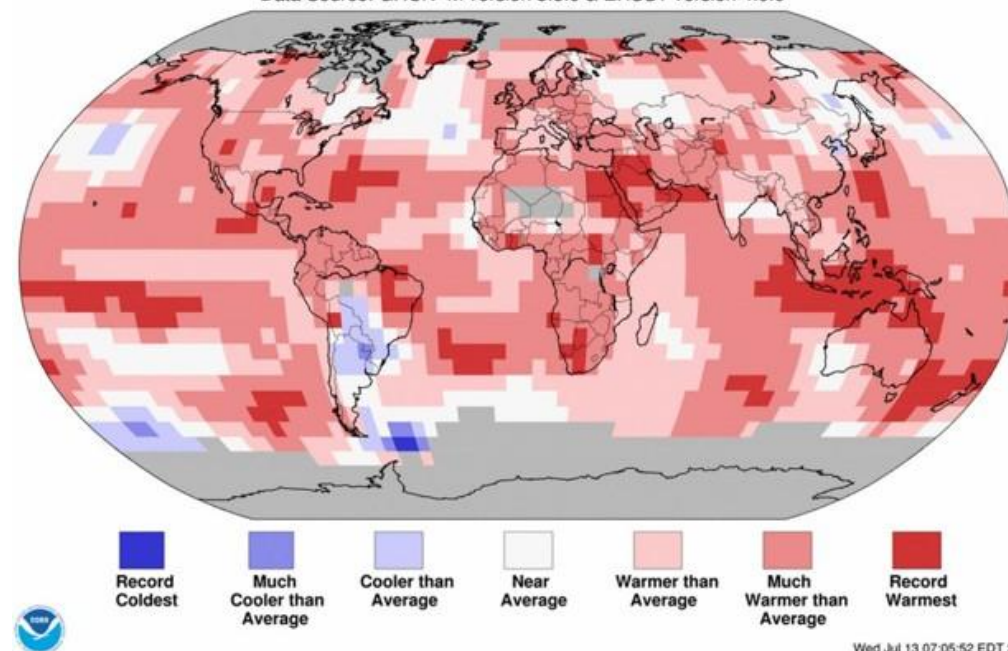 Record
Coldest
Much
Cooler than
Average
Cooler than
Average
Near
Average
Warmer than
Average
Much
Warmer than
Average
Record
Warmest
Wed Jul 13 07:05:52 EDT